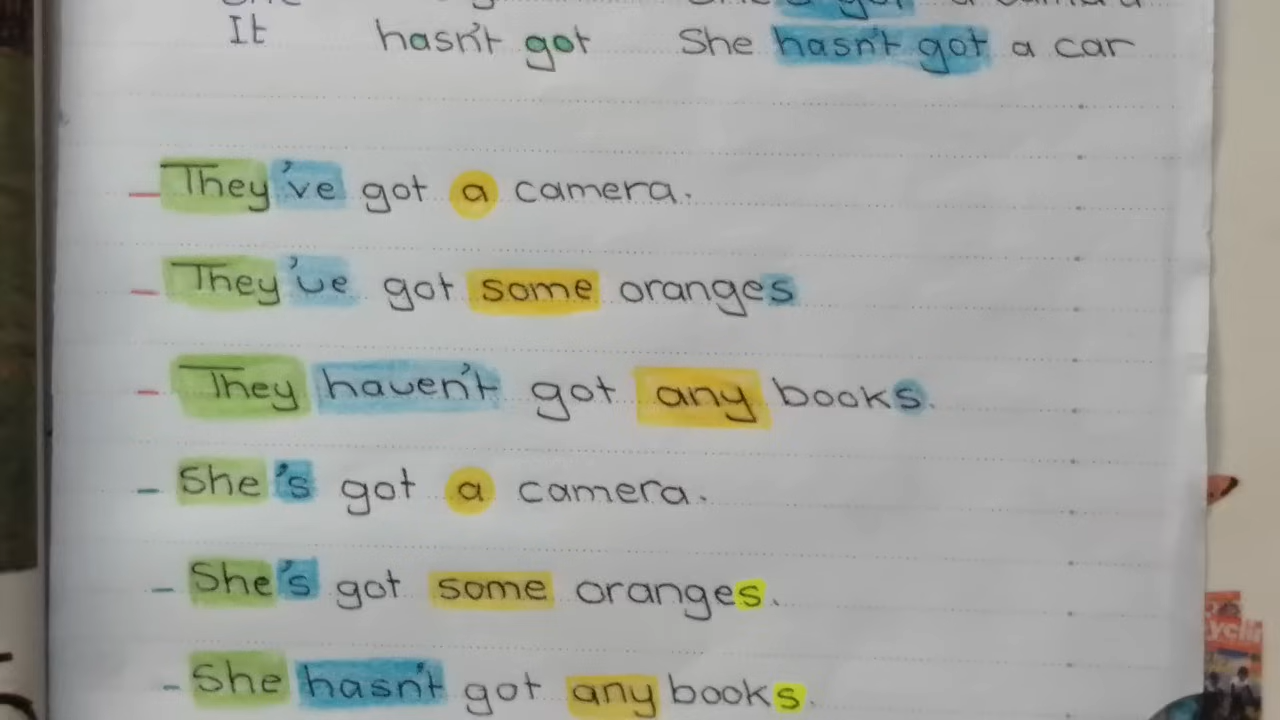 It hasn't got She hasn't got a car
They've got a camera.
They've got some oranges
They haven't got any books.
- She's got a camera.
- She's got some oranges.
- She hasn't got any books.